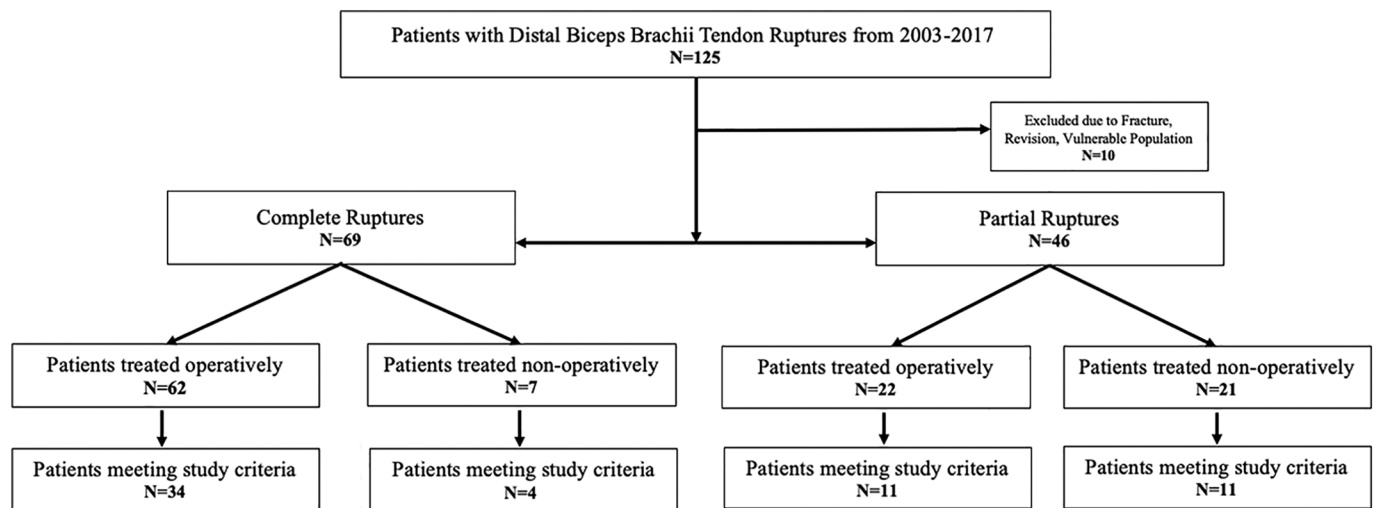 Patients with Distal Biceps Brachii Tendon Ruptures from 2003-2017
N=125
Excluded due to Fracture,
Revision, Vulnerable Population
N=10
Complete Ruptures
N=69
Partial Ruptures
N=46
Patients treated operatively
N=62
Patients treated non-operatively
N=7
Patients treated operatively
N=22
Patients treated non-operatively
N=21
Patients meeting study criteria
N=34
Patients meeting study criteria
N=4
Patients meeting study criteria
N=11
Patients meeting study criteria
N=11